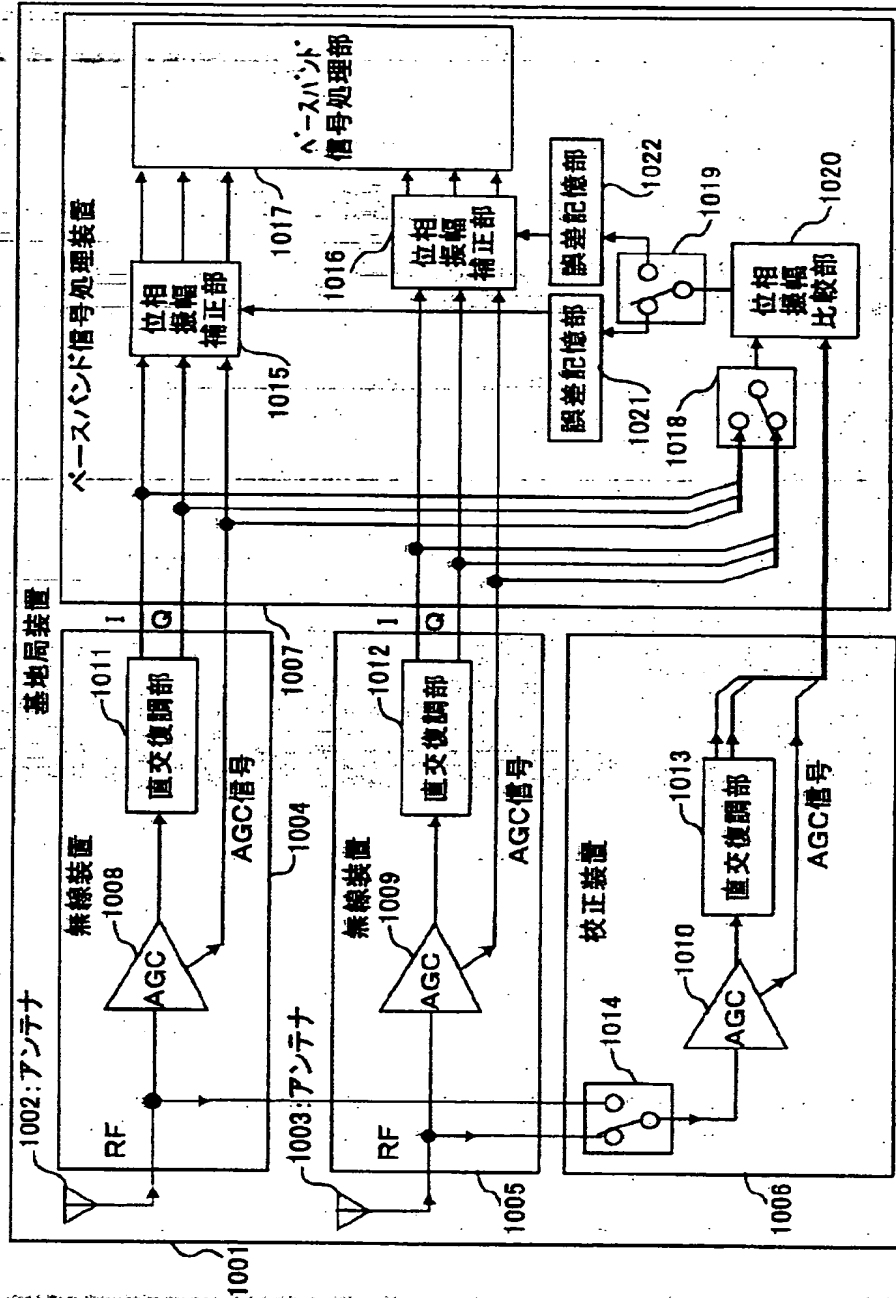 基地局装置
1001
1002:アンテナ
RF
無線装置
1008
AGC
1011
直交復調部
I
Q
AGC信号
1004
1003:アンテナ
RF
無線装置
1009
AGC
1012
直交復調部
I
Q
AGC信号
1005
校正装置
1014
1010
AGC
1013
直交復調部
AGC信号
1006
ベースバンド信号処理装置
1007
位相
振幅
補正部
1015
ベースバンド
信号処理部
1017
1016
位相
振幅
補正部
誤差記憶部
1021
誤差記憶部
1022
1019
1018
位相
振幅
比較部
1020